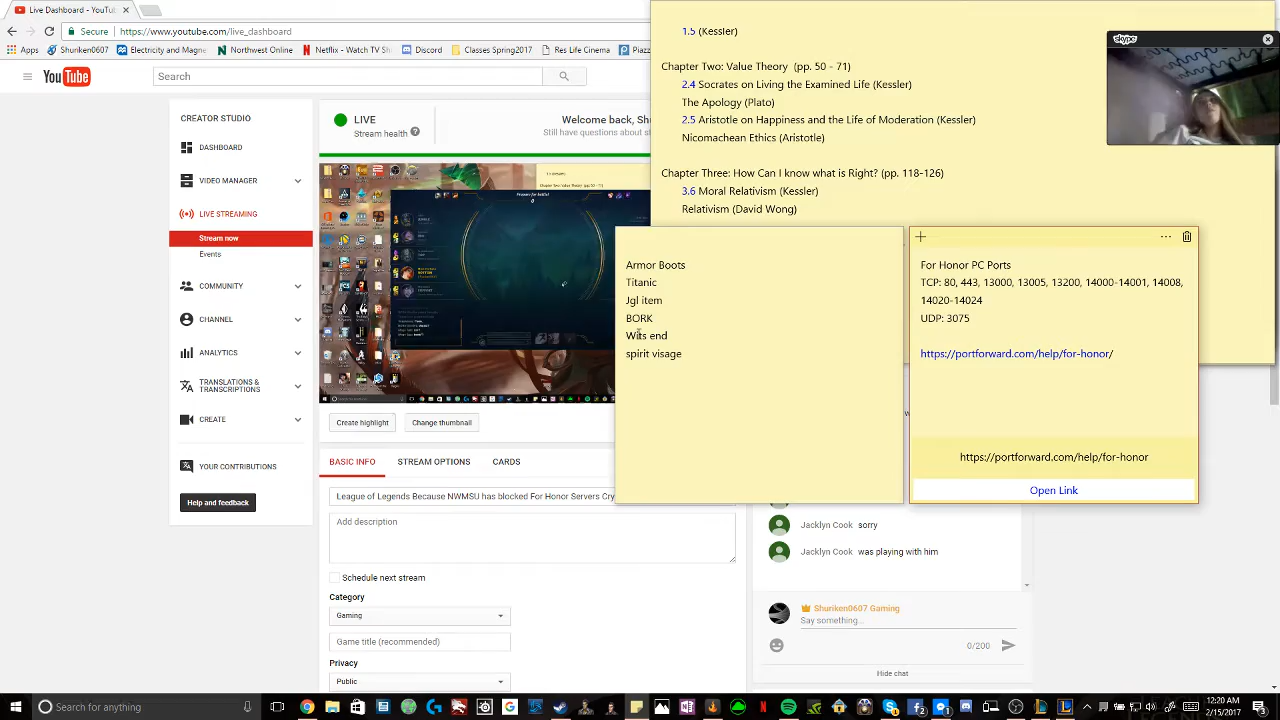 Live Dashboard - YouTu
Secure https://www.youtube.com/live_dashboard
Apps Shuriken0607 Electricity and Magne Northwest Online Netflix - Watch TV Sh Downton Classes Spring2017 Res Life Cinema Piazz
YouTube
Search
CREATOR STUDIO
DASHBOARD
VIDEO MANAGER
LIVE STREAMING
Stream now
Events
COMMUNITY
CHANNEL
ANALYTICS
TRANSLATIONS &
TRANSCRIPTIONS
CREATE
YOUR CONTRIBUTIONS
Help and feedback
LIVE
Stream health
Welcome back, Shu
Still have questions about s
Create highlight
Change thumbnail
BASIC INFO STREAM OPTIONS CARDS
League of Legends Because NWMSU has blocked For Honor Servers Cry
Add description
Schedule next stream
Category
Gaming
Game title (recommended)
Privacy
Public
1.5 (Kessler)
Chapter Two: Value Theory (pp. 50 - 71)
2.4 Socrates on Living the Examined Life (Kessler)
The Apology (Plato)
2.5 Aristotle on Happiness and the Life of Moderation (Kessler)
Nicomachean Ethics (Aristotle)
Chapter Three: How Can I know what is Right? (pp. 118-126)
3.6 Moral Relativism (Kessler)
Relativism (David Wong)
skype
Armor Boots
Titanic
Jgl item
BORK
Wits end
spirit visage
For Honor PC Ports
TCP: 80, 443, 13000, 13005, 13200, 14000-14001, 14008,
14020-14024
UDP: 3075
https://portforward.com/help/for-honor/
https://portforward.com/help/for-honor
Open Link
Jacklyn Cook sorry
Jacklyn Cook was playing with him
Shuriken0607 Gaming
Say something...
0/200
Hide chat
Search for anything
12:20 AM
2/15/2017